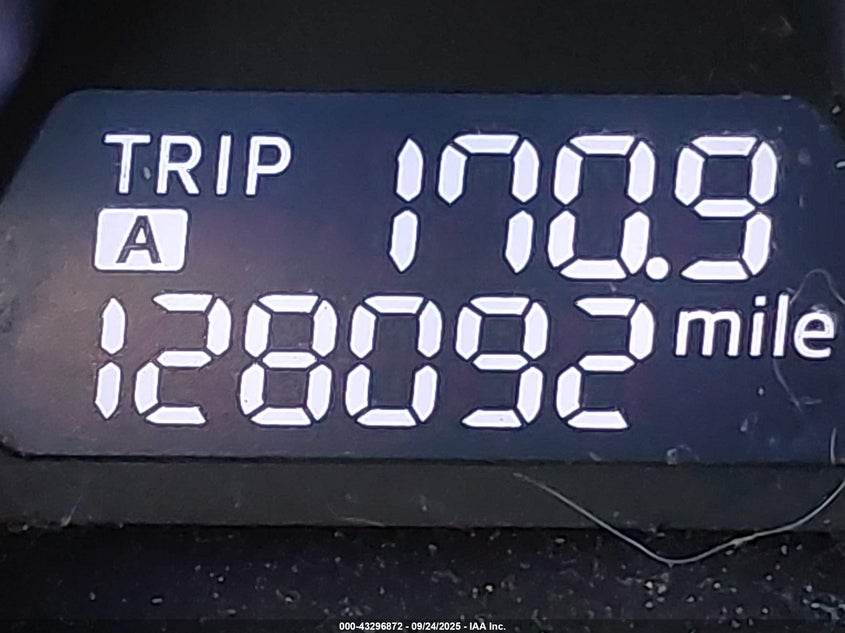 TRIP 170.9
A
128092 mile
000-43296872 - 09/24/2025 - IAA Inc.